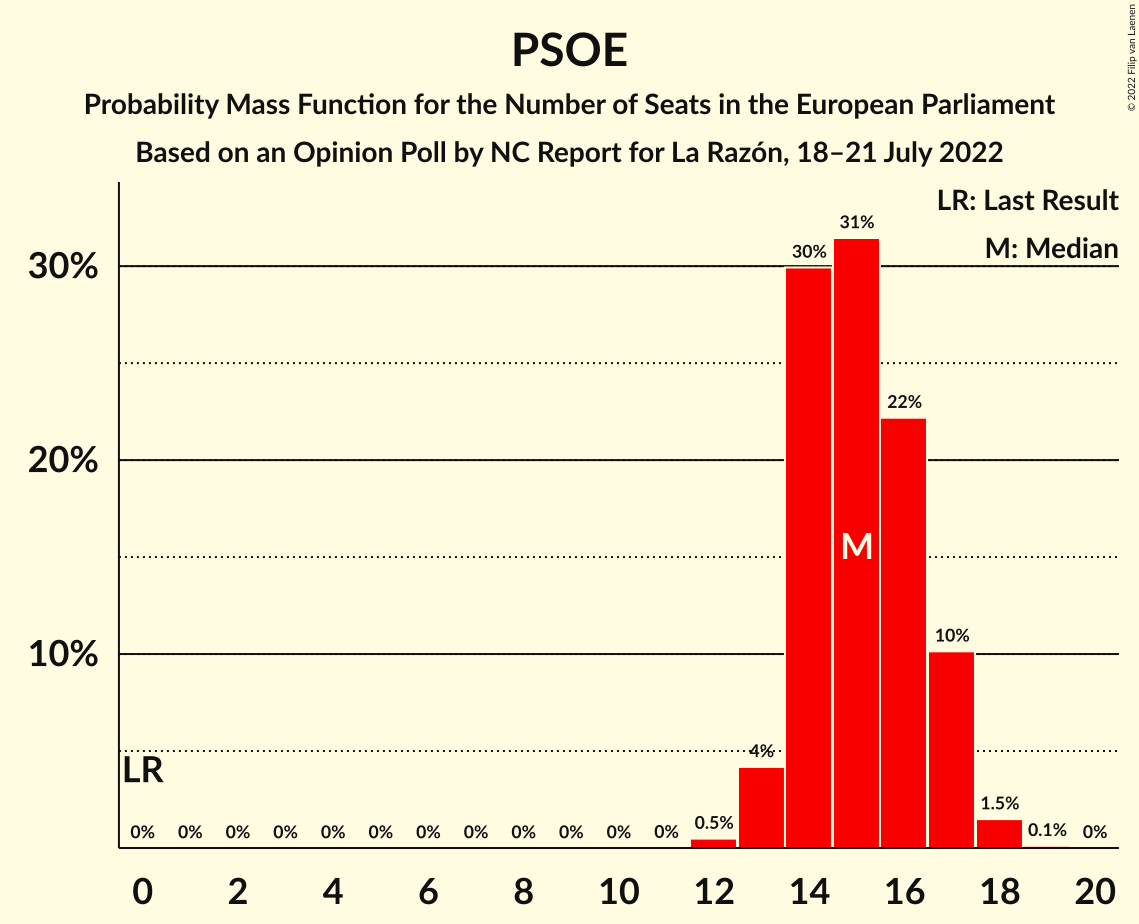 PSOE
Probability Mass Function for the Number of Seats in the European Parliament
Based on an Opinion Poll by NC Report for La Razón, 18–21 July 2022
© 2022 Filip van Laenen
LR: Last Result
M: Median
30%
20%
10%
31%
30%
22%
M
10%
4%
LR
1.5%
0.5%
0.1%
0% 0% 0% 0% 0% 0% 0% 0% 0% 0% 0% 0% 0%
0 2 4 6 8 10 12 14 16 18 20